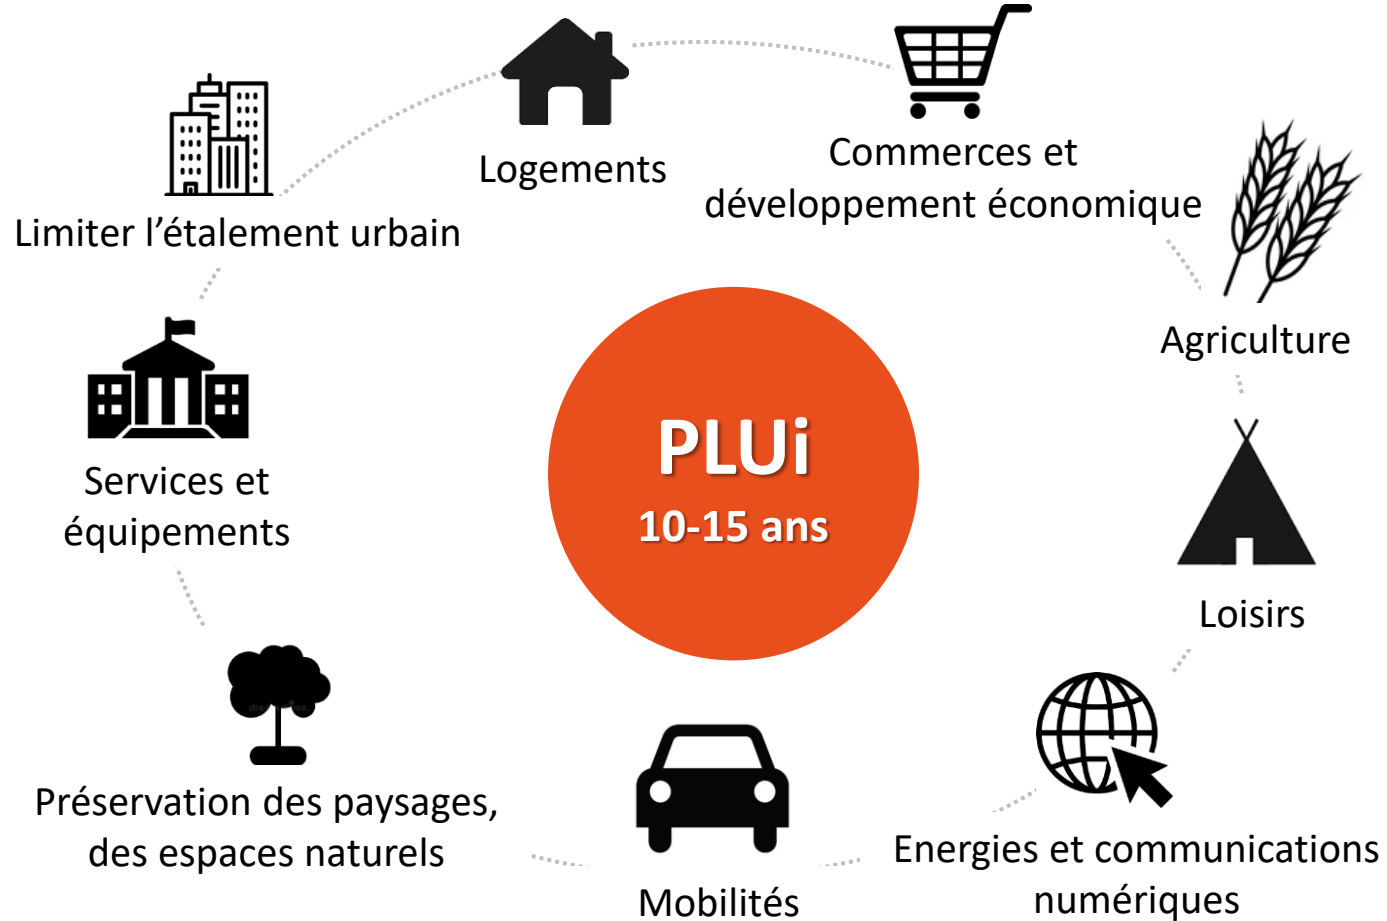 Logements
Commerces et
développement économique
Limiter l’étalement urbain
Agriculture
PLUi
10-15 ans
Services et
équipements
Loisirs
Préservation des paysages,
des espaces naturels
Mobilités
Energies et communications
numériques